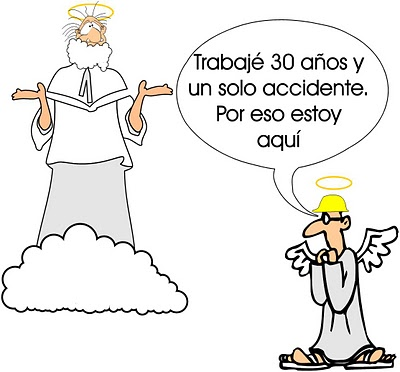 Trabajé 30 años y
un solo accidente.
Por eso estoy
aquí